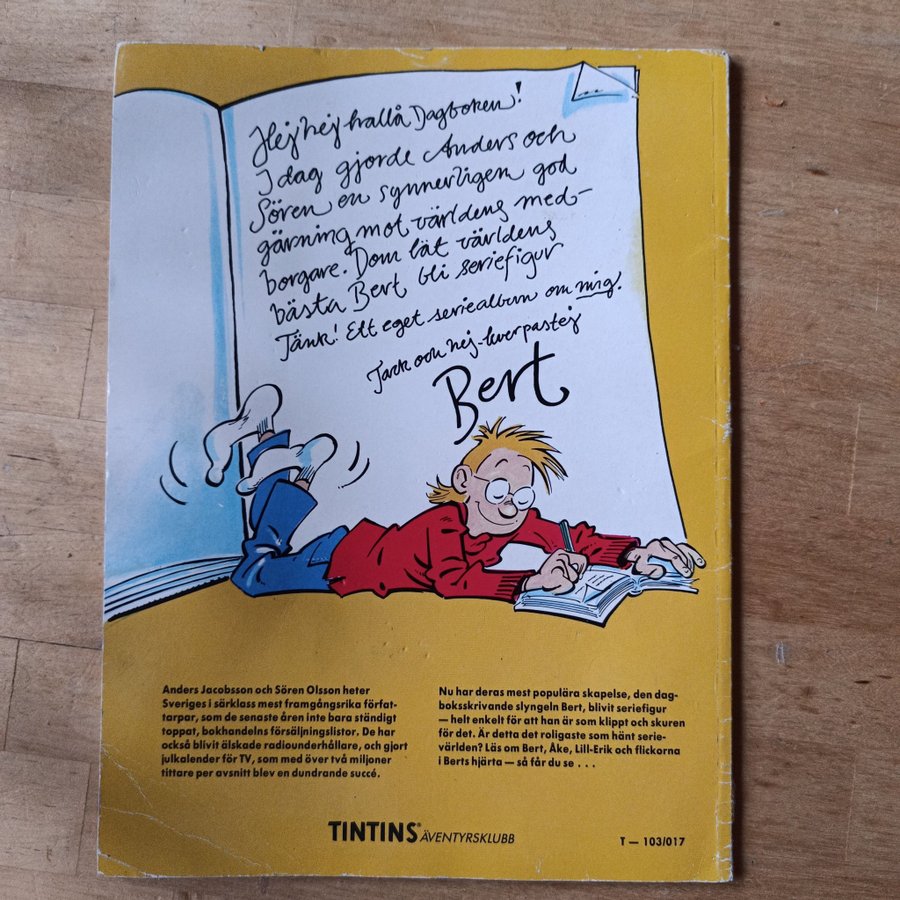 Hej hej hallå Dagboken!
I dag gjorde Anders och
Sören en synnerligen god
gärning mot världens med-
borgare. Dom lät världens
bästa Bert, bli seriefigur
Tänk! Ett eget seriealbum om mig.
Tack och hej-leverpastej
Bert
Anders Jacobsson och Sören Olsson heter
Sveriges i särklass mest framgångsrika förfat-
tarpar, som de senaste åren inte bara ständigt
toppat, bokhandelns försäljningslistor. De har
också blivit älskade radiounderhållare, och gjort
julkalender för TV, som med över två miljoner
tittare per avsnitt blev en dundrande succé.
Nu har deras mest populära skapelse, den dag-
boksskrivande slyngeln Bert, blivit seriefigur
— helt enkelt för att han är som klippt och skuren
för det. Är detta det roligaste som hänt serie-
världen? Läs om Bert, Åke, Lill-Erik och flickorna
i Berts hjärta — så får du se . . .
TINTINS® ÄVENTYRSKLUBB
T — 103/017